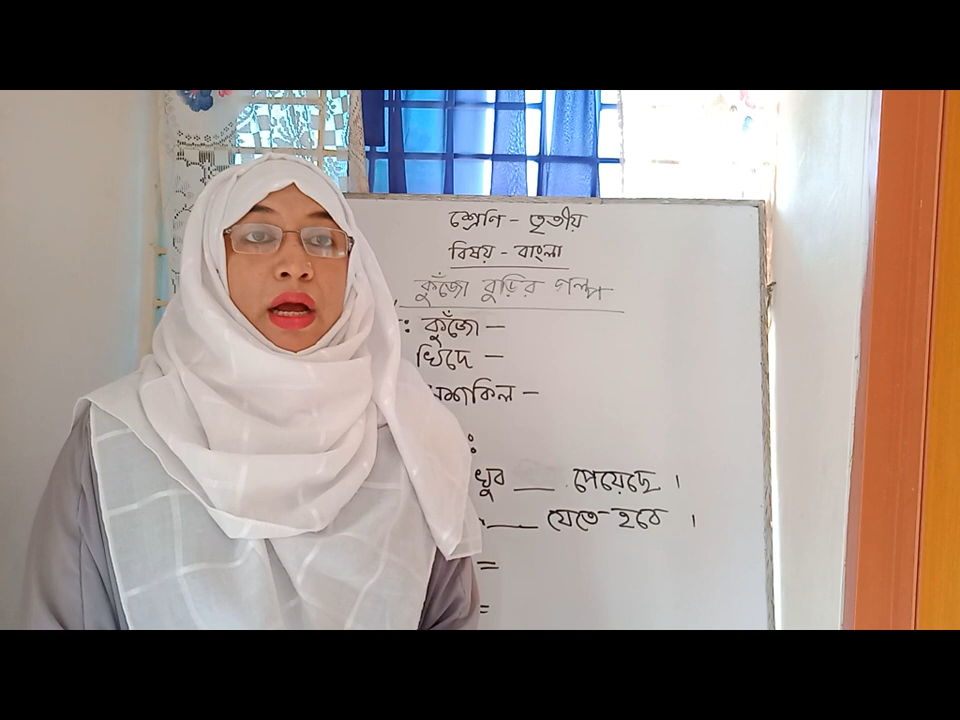 শ্রেণি - তৃতীয়
বিষয় - বাংলা
কুঁজো বুড়ির গল্প
: কুঁজো -
খিদে -
মুশকিল -
:
খুব ___ পেয়েছে ।
___ যেতে হবে ।
=
=